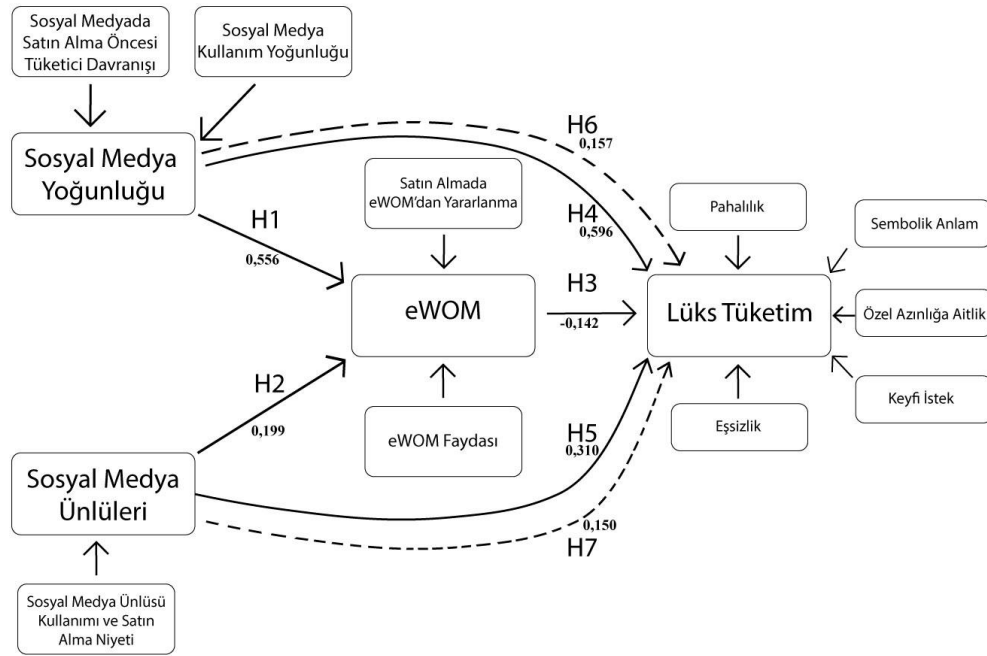 Sosyal Medyada
Satın Alma Öncesi
Tüketici Davranışı
Sosyal Medya
Kullanım Yoğunluğu
Sosyal Medya
Yoğunluğu
H6
0,157
Satın Almada
eWOM'dan Yararlanma
H4
0,596
Pahalılık
Sembolik Anlam
H1
0,556
eWOM
H3
-0,142
Lüks Tüketim
Özel Azınlığa Aitlik
H2
0,199
eWOM Faydası
H5
0,310
Eşsizlik
Keyfi İstek
Sosyal Medya
Ünlüleri
0,150
H7
Sosyal Medya Ünlüsü
Kullanımı ve Satın
Alma Niyeti